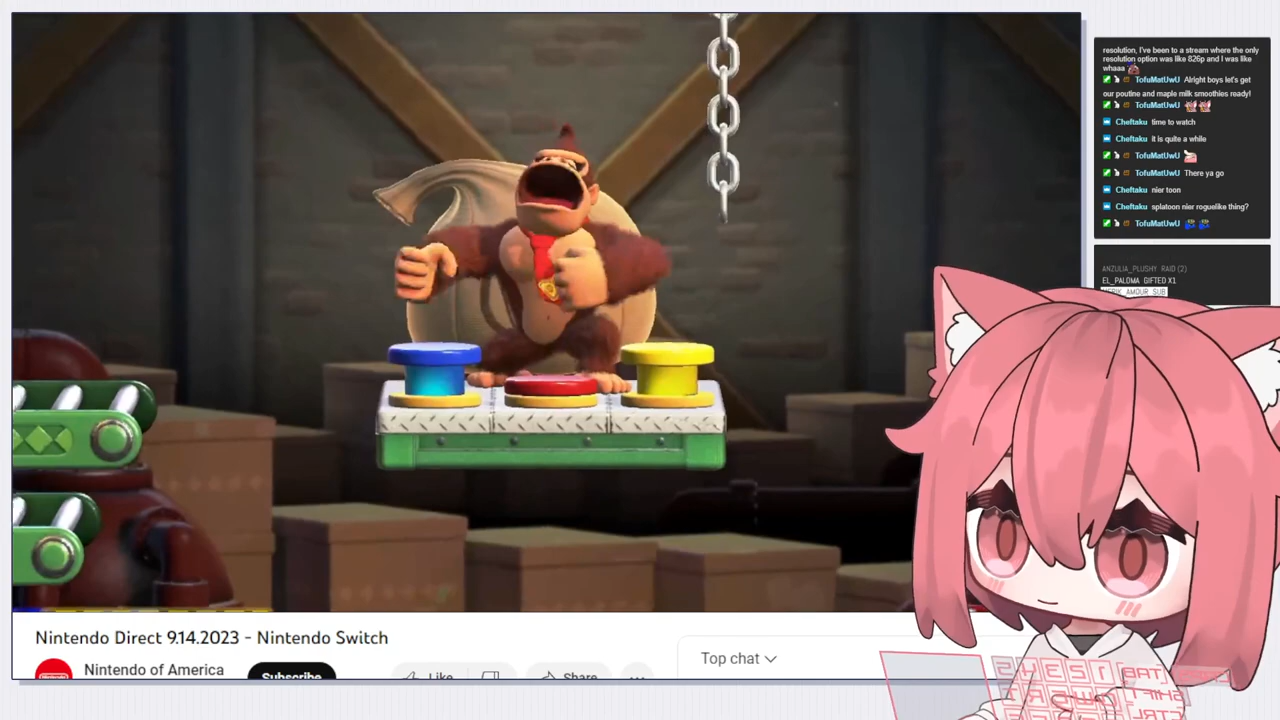 resolution, I've been to a stream where the only
resolution option was like 826p and I was like
whaaa
TofuMatUwU Alright boys let's get
our poutine and maple milk smoothies ready!
TofuMatUwU
Cheftaku time to watch
Cheftaku it is quite a while
TofuMatUwU
TofuMatUwU There ya go
Cheftaku nier toon
Cheftaku splatoon nier roguelike thing?
TofuMatUwU
ANZULIA_PLUSHY RAID (2)
EL_PALOMA GIFTED X1
Nintendo Direct 9.14.2023 - Nintendo Switch
Nintendo of America
Subscribe
Like
Share
Top chat